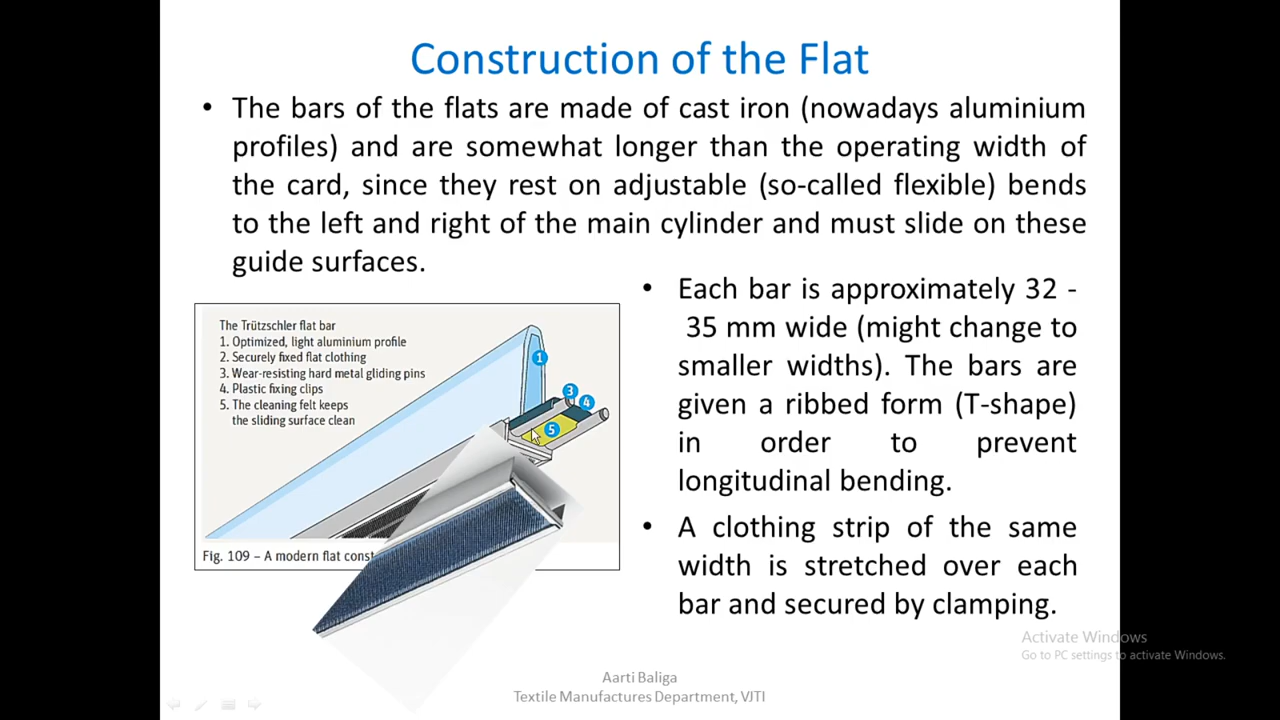 Construction of the Flat
• The bars of the flats are made of cast iron (nowadays aluminium
profiles) and are somewhat longer than the operating width of
the card, since they rest on adjustable (so-called flexible) bends
to the left and right of the main cylinder and must slide on these
guide surfaces.
The Trützschler flat bar
1. Optimized, light aluminium profile
2. Securely fixed flat clothing
3. Wear-resisting hard metal gliding pins
4. Plastic fixing clips
5. The cleaning felt keeps
the sliding surface clean
1
3
4
5
Fig. 109 – A modern flat const
• Each bar is approximately 32 -
35 mm wide (might change to
smaller widths). The bars are
given a ribbed form (T-shape)
in order to prevent
longitudinal bending.
• A clothing strip of the same
width is stretched over each
bar and secured by clamping.
Activate Windows
Go to PC settings to activate Windows.
Aarti Baliga
Textile Manufactures Department, VJTI